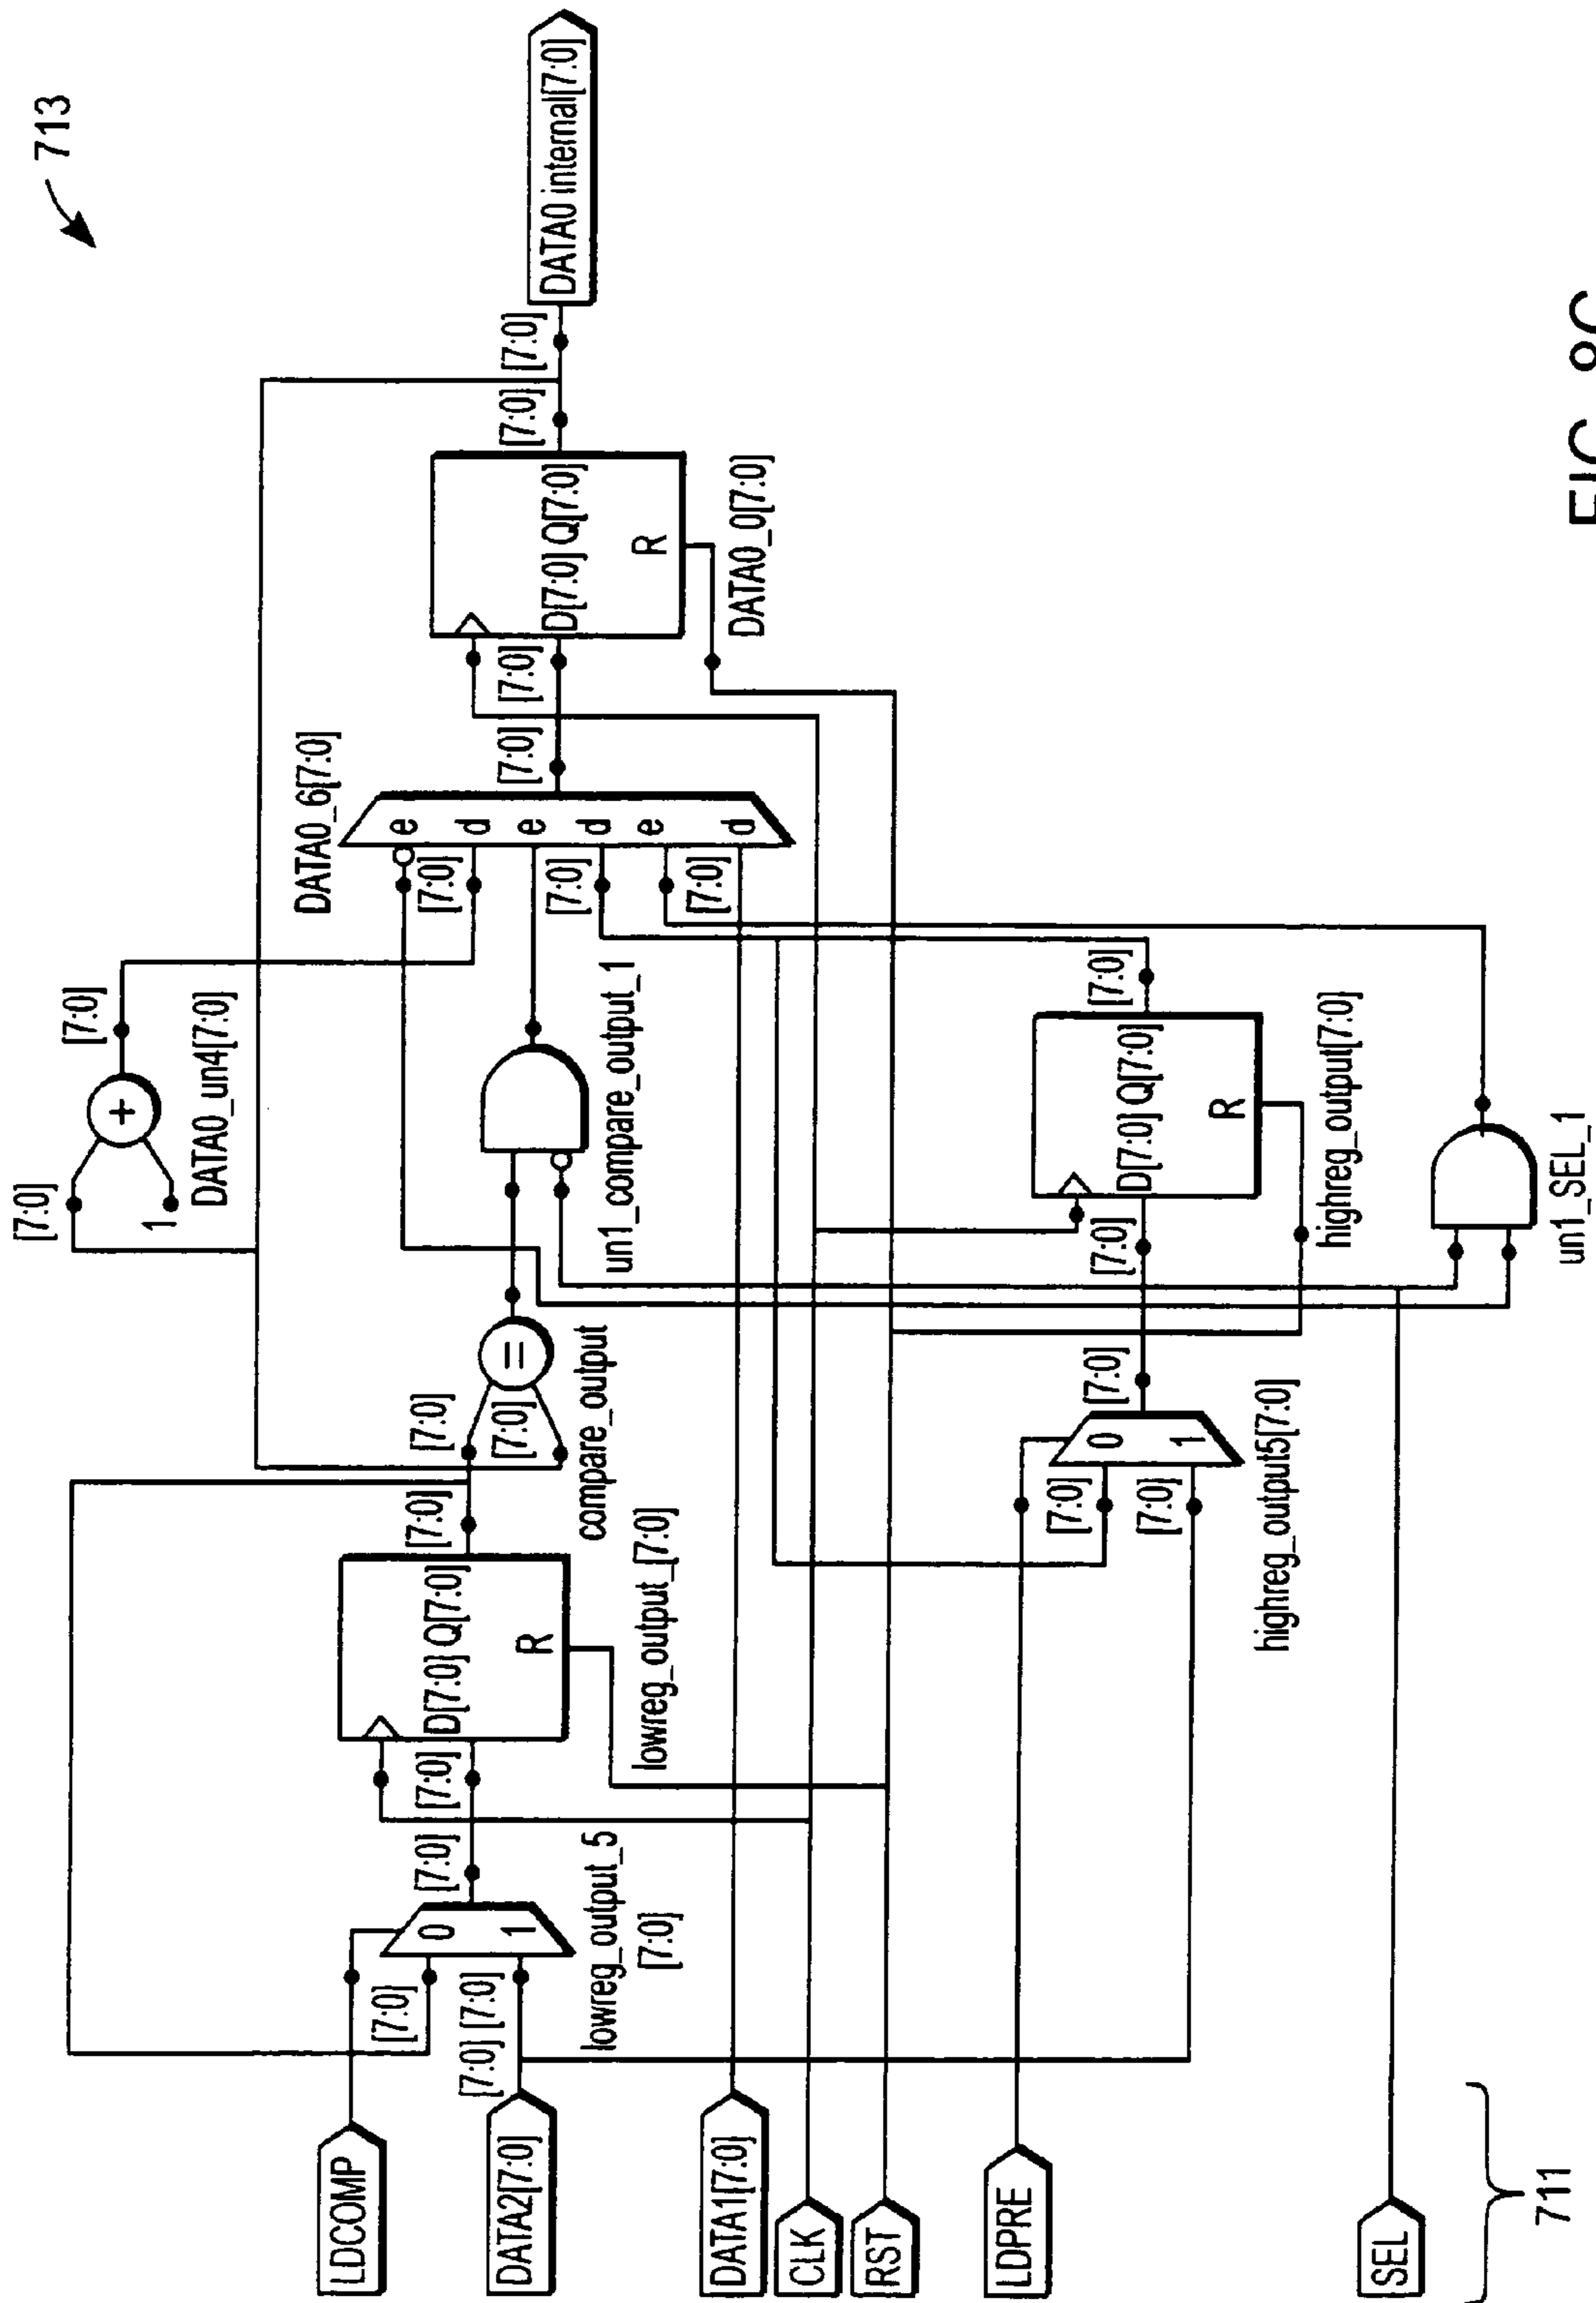 713
LDCOMP
DATA2[7:0]
DATA1[7:0]
CLK
RST
LDPRE
SEL
711
[7:0]
[7:0] [7:0]
0
1
lowreg_output_5
[7:0]
[7:0]
[7:0]
D[7:0] Q[7:0]
R
lowreg_output_[7:0]
[7:0]
[7:0]
[7:0]
=
compare_output
[7:0]
1
+
DATA0_un4[7:0]
[7:0]
un1_compare_output_1
[7:0]
[7:0]
0
1
highreg_output5[7:0]
[7:0]
[7:0]
D[7:0] Q[7:0]
R
highreg_output[7:0]
[7:0]
un1_SEL_1
DATA0_6[7:0]
[7:0]
[7:0]
[7:0]
e
d
e
d
e
d
[7:0]
[7:0]
D[7:0] Q[7:0]
R
DATA0_0[7:0]
[7:0]
[7:0]
DATA0 internal[7:0]